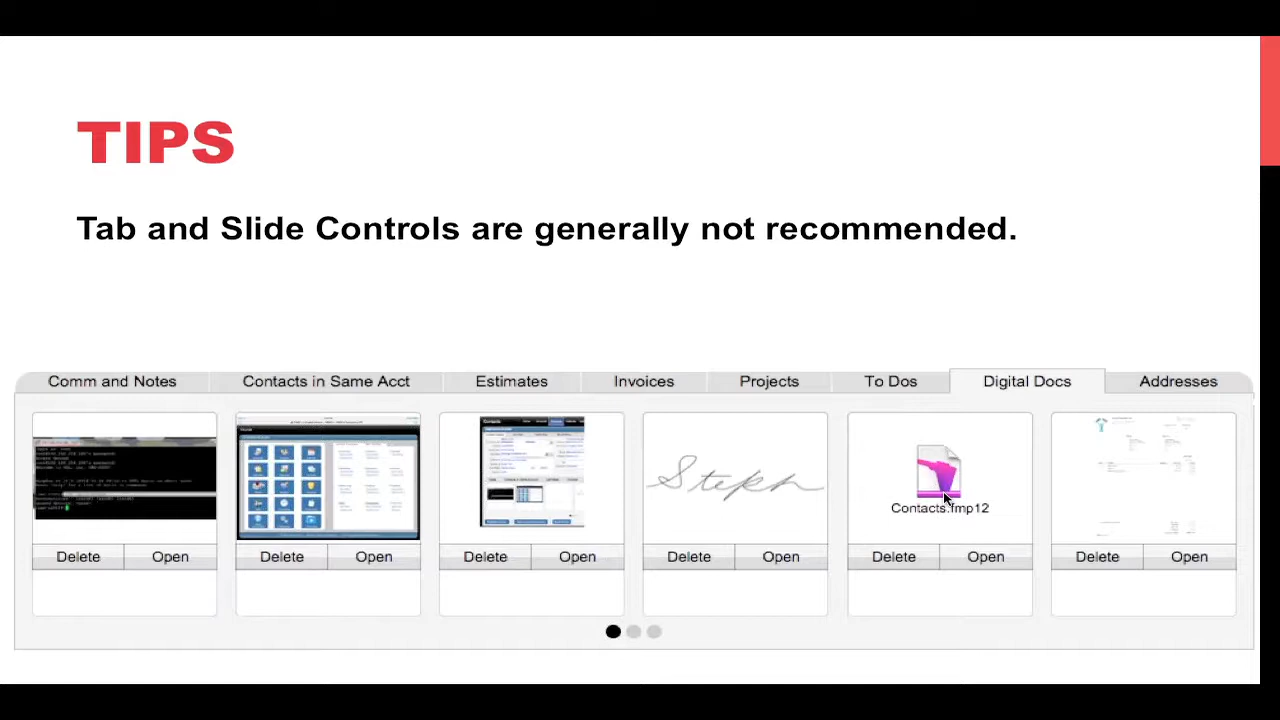 TIPS
Tab and Slide Controls are generally not recommended.
Comm and Notes Contacts in Same Acct Estimates Invoices Projects To Dos Digital Docs Addresses
Steph
Contacts.fmp12
Delete Open Delete Open Delete Open Delete Open Delete Open Delete Open